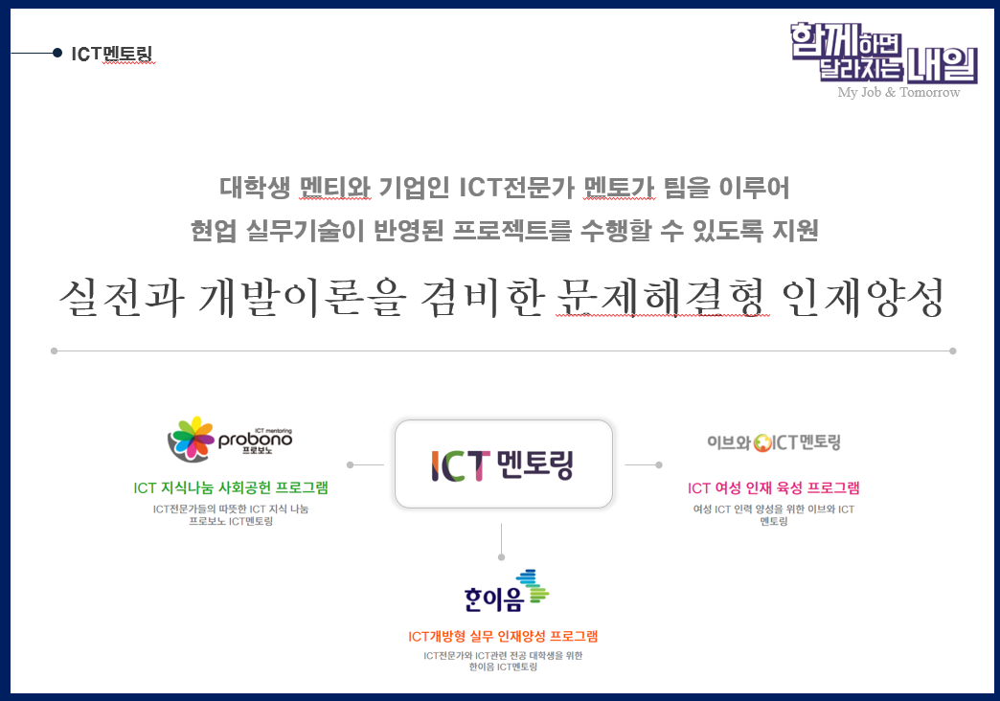 ICT멘토링
함께하면
달라지는 내일
My Job & Tomorrow
대학생 멘티와 기업인 ICT전문가 멘토가 팀을 이루어
현업 실무기술이 반영된 프로젝트를 수행할 수 있도록 지원
실전과 개발이론을 겸비한 문제해결형 인재양성
ICT mentoring
probono
프로보노
ICT 지식나눔 사회공헌 프로그램
ICT전문가들의 따뜻한 ICT 지식 나눔
프로보노 ICT멘토링
ICT 멘토링
이브와 ICT멘토링
ICT 여성 인재 육성 프로그램
여성 ICT 인력 양성을 위한 이브와 ICT
멘토링
한이음
ICT개방형 실무 인재양성 프로그램
ICT전문가와 ICT관련 전공 대학생을 위한
한이음 ICT멘토링